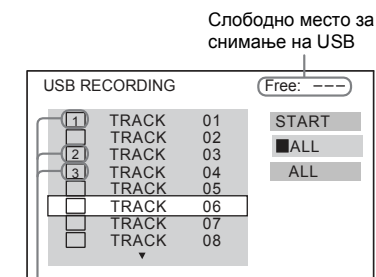 Слободно место за
снимање на USB
USB RECORDING
Free: – – –
1 TRACK 01
TRACK 02
2 TRACK 03
3 TRACK 04
TRACK 05
TRACK 06
TRACK 07
TRACK 08
START
ALL
ALL